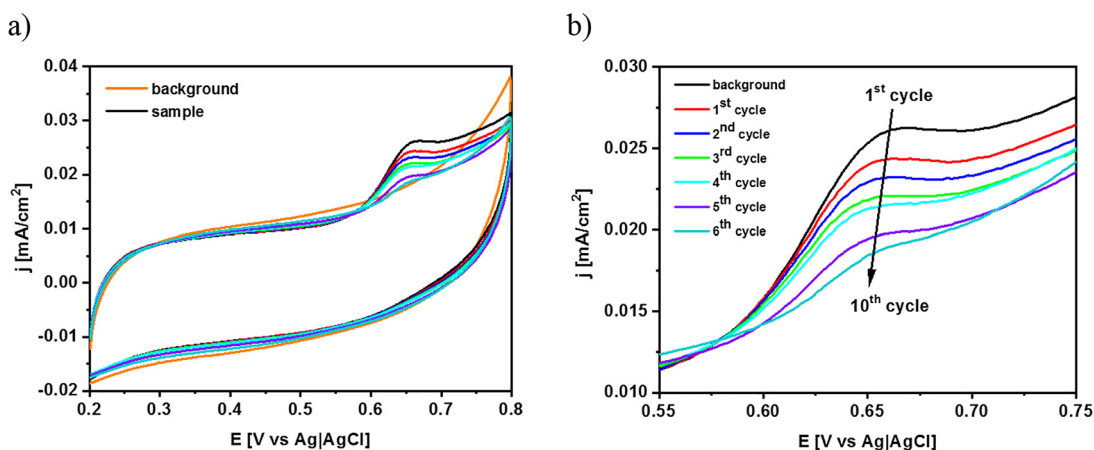 a)
j [mA/cm²]
0.04
0.03
0.02
0.01
0.00
-0.01
-0.02
background
sample
0.2 0.3 0.4 0.5 0.6 0.7 0.8
E [V vs Ag|AgCl]
b)
j [mA/cm²]
0.030
0.025
0.020
0.015
0.010
background
1st cycle
2nd cycle
3rd cycle
4th cycle
5th cycle
6th cycle
1st cycle
10th cycle
0.55 0.60 0.65 0.70 0.75
E [V vs Ag|AgCl]